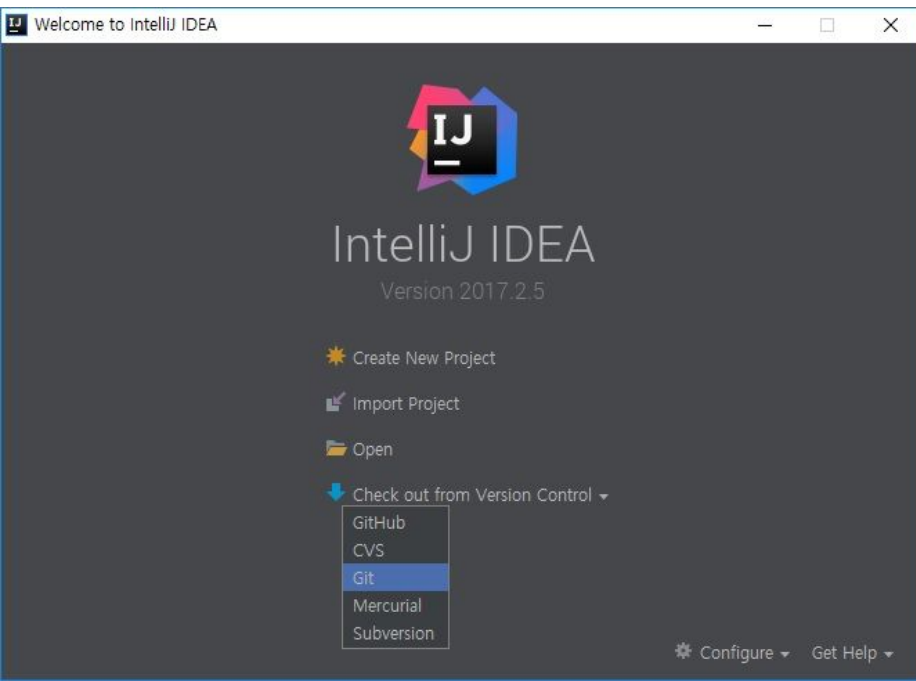 Welcome to IntelliJ IDEA
IJ
IntelliJ IDEA
Version 2017.2.5
Create New Project
Import Project
Open
Check out from Version Control
GitHub
CVS
Git
Mercurial
Subversion
Configure
Get Help